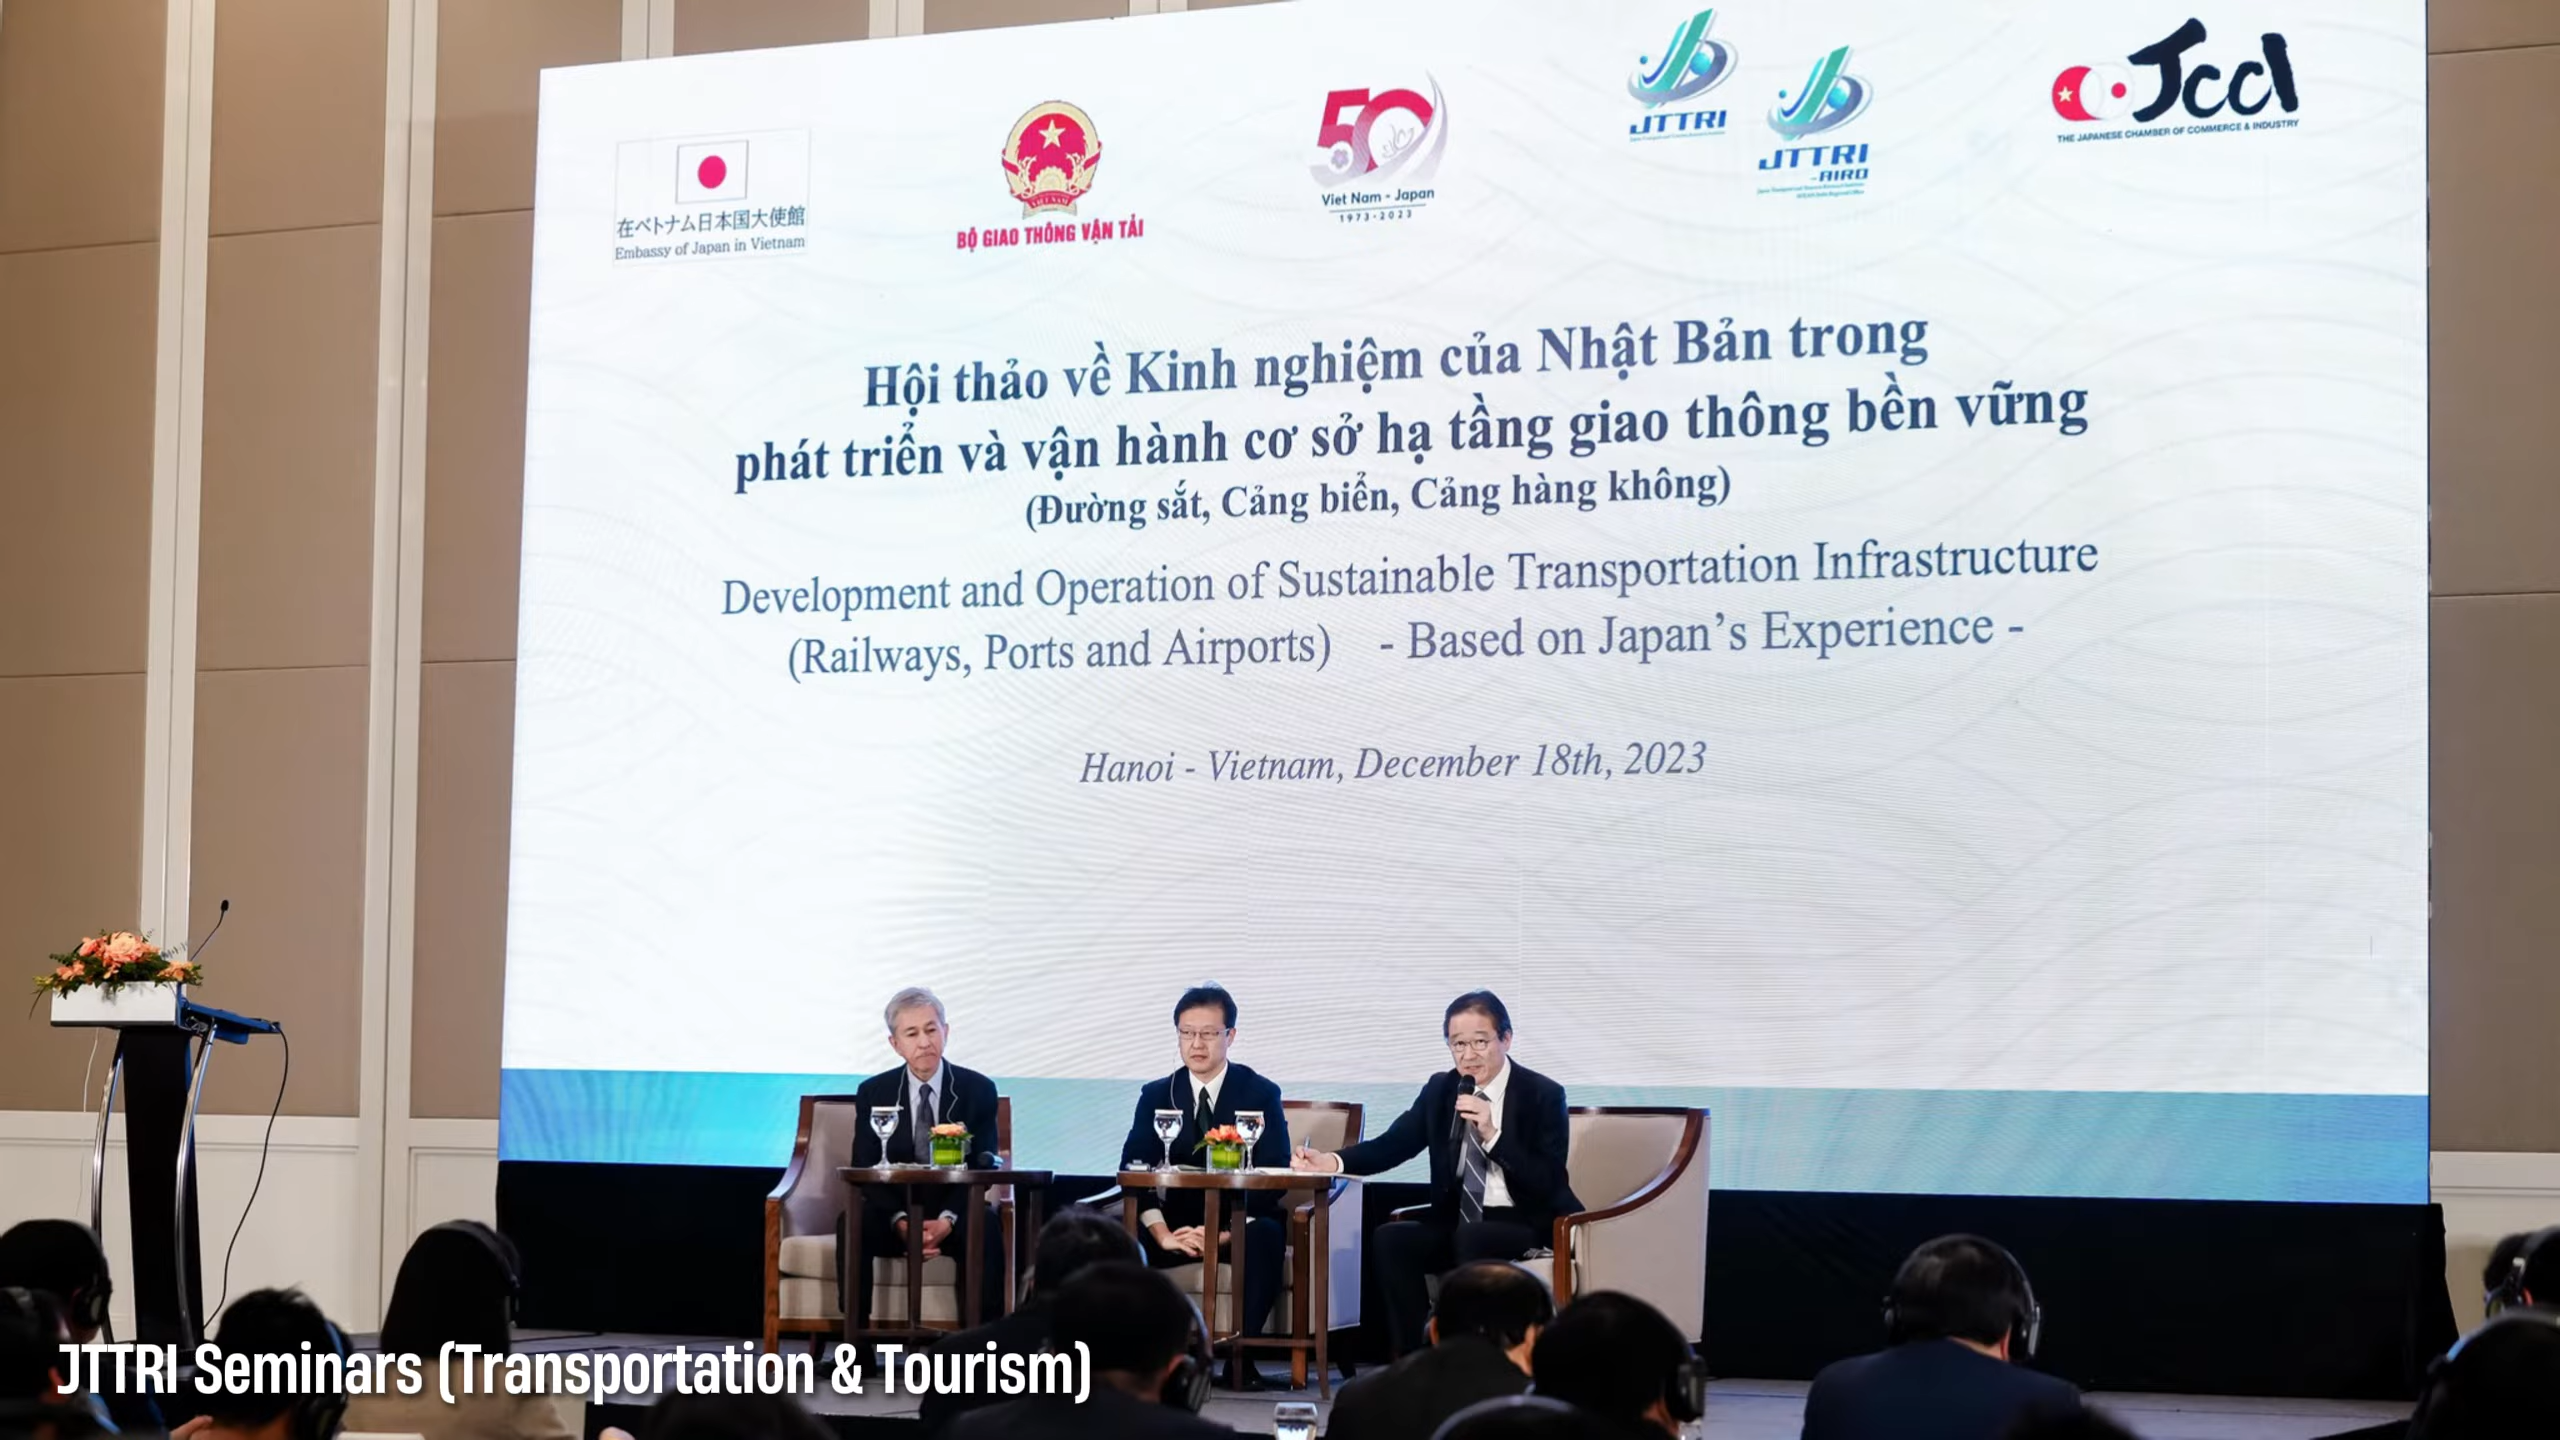 在ベトナム日本国大使館
Embassy of Japan in Vietnam
VIỆT NAM
BỘ GIAO THÔNG VẬN TẢI
50
Viet Nam - Japan
1973-2023
JTTRI
JTTRI
-AIRO
JCCI
THE JAPANESE CHAMBER OF COMMERCE & INDUSTRY
Hội thảo về Kinh nghiệm của Nhật Bản trong
phát triển và vận hành cơ sở hạ tầng giao thông bền vững
(Đường sắt, Cảng biển, Cảng hàng không)
Development and Operation of Sustainable Transportation Infrastructure
(Railways, Ports and Airports) - Based on Japan’s Experience -
Hanoi - Vietnam, December 18th, 2023
JTTRI Seminars (Transportation & Tourism)